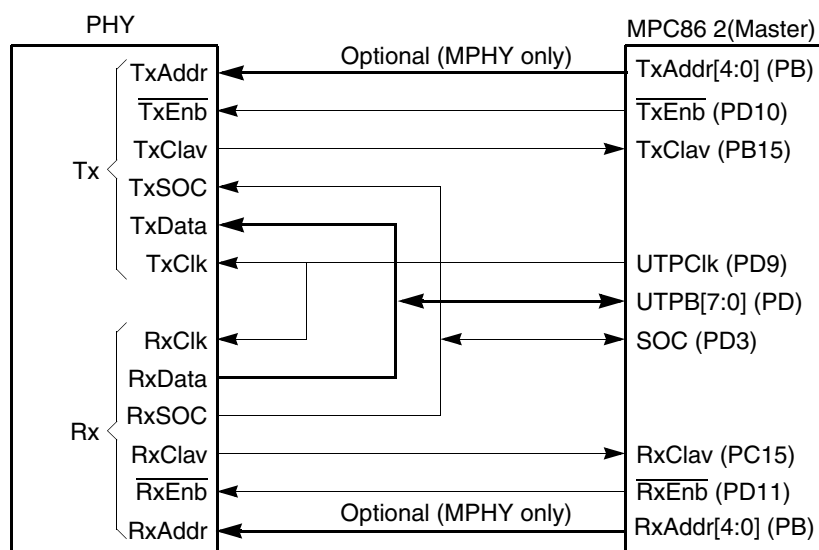 PHY MPC86 2(Master)
TxAddr Optional (MPHY only) TxAddr[4:0] (PB)
TxEnb TxEnb (PD10)
TxClav TxClav (PB15)
Tx
TxSOC
TxData
TxClk UTPClk (PD9)
UTPB[7:0] (PD)
RxClk SOC (PD3)
RxData
RxSOC
Rx
RxClav RxClav (PC15)
RxEnb RxEnb (PD11)
RxAddr Optional (MPHY only) RxAddr[4:0] (PB)